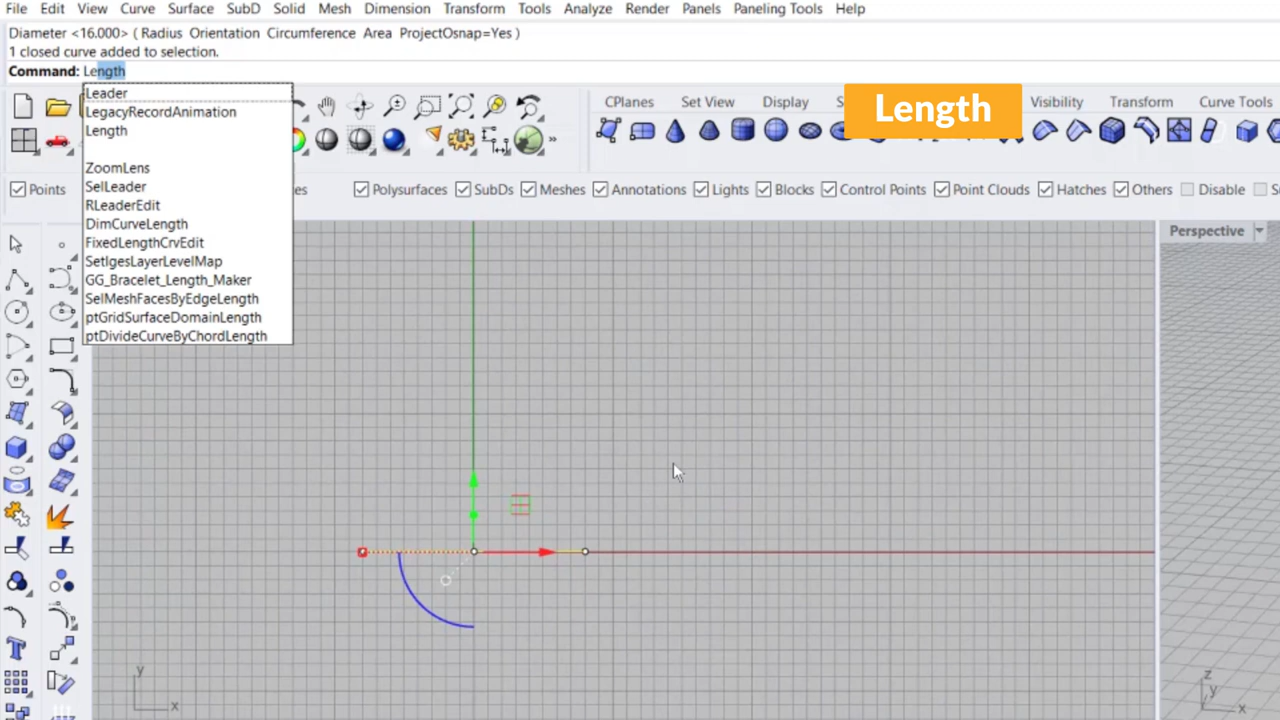 File Edit View Curve Surface SubD Solid Mesh Dimension Transform Tools Analyze Render Panels Paneling Tools Help
Diameter <16.000> ( Radius Orientation Circumference Area ProjectOsnap=Yes )
1 closed curve added to selection.
Command: Length
Leader
LegacyRecordAnimation
Length
ZoomLens
SelLeader
RLeaderEdit
DimCurveLength
FixedLengthCrvEdit
SetIgesLayerLevelMap
GG_Bracelet_Length_Maker
SelMeshFacesByEdgeLength
ptGridSurfaceDomainLength
ptDivideCurveByChordLength
Length
CPlanes Set View Display Visibility Transform Curve Tools
Points Polysurfaces SubDs Meshes Annotations Lights Blocks Control Points Point Clouds Hatches Others Disable
Perspective
y
x
z
y
x